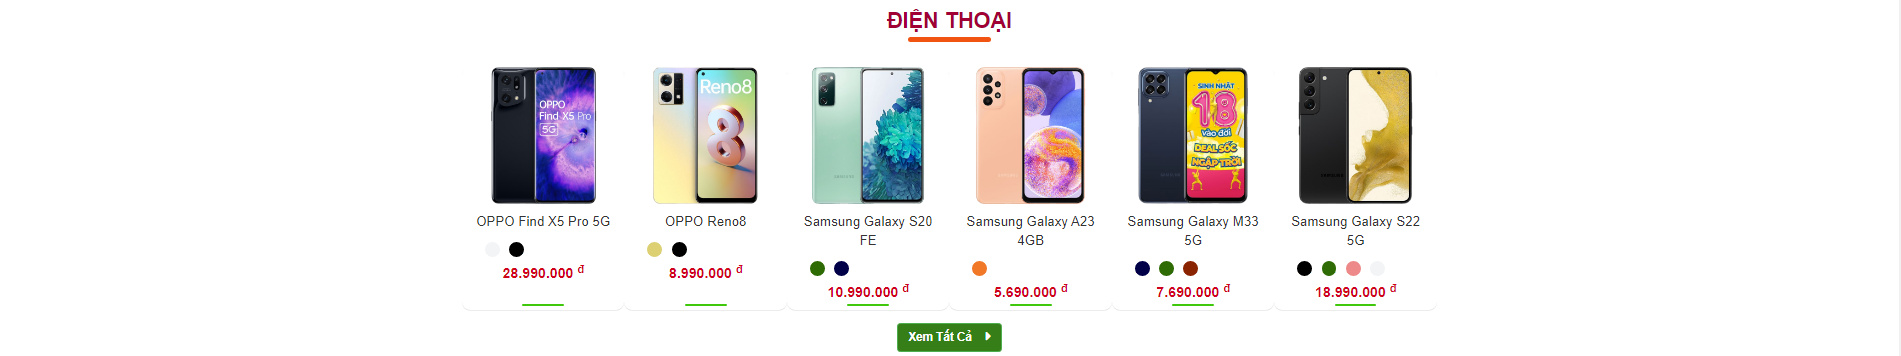 ĐIỆN THOẠI
OPPO
Find X5 Pro
5G
Reno8
8
SINH NHẬT
18
vào đời
DEAL SỐC
NGẬP TRỜI
OPPO Find X5 Pro 5G
OPPO Reno8
Samsung Galaxy S20
FE
Samsung Galaxy A23
4GB
Samsung Galaxy M33
5G
Samsung Galaxy S22
5G
28.990.000 đ
8.990.000 đ
10.990.000 đ
5.690.000 đ
7.690.000 đ
18.990.000 đ
Xem Tất Cả